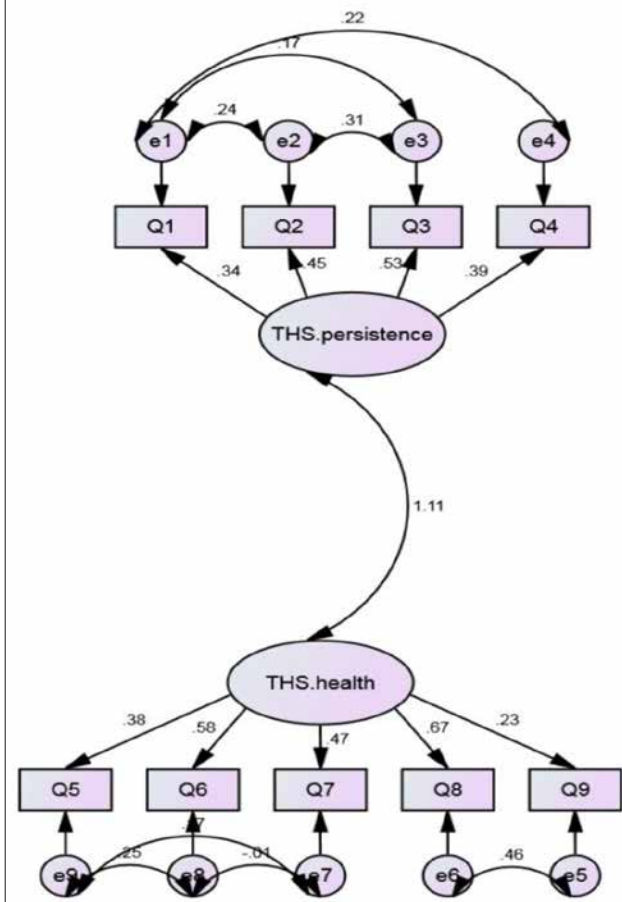 .22
.17
.24
.31
e1 e2 e3 e4
Q1 Q2 Q3 Q4
.34 .45 .53 .39
THS.persistence
1.11
THS.health
.38 .58 .47 .67 .23
Q5 Q6 Q7 Q8 Q9
.25 -.01 .46
e9 e8 e7 e6 e5